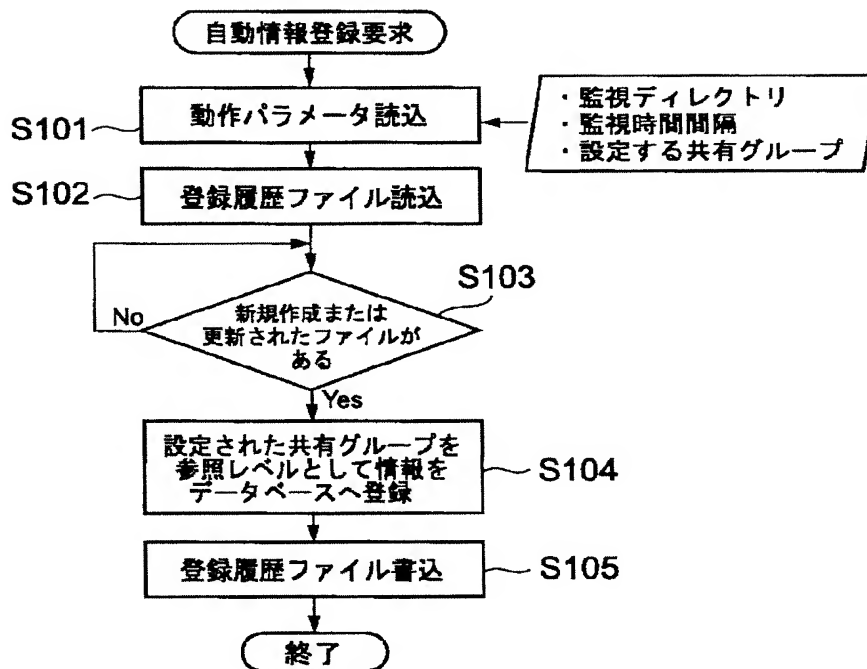 自動情報登録要求
S101
動作パラメータ読込
・監視ディレクトリ
・監視時間間隔
・設定する共有グループ
S102
登録履歴ファイル読込
S103
No
新規作成または
更新されたファイルが
ある
Yes
設定された共有グループを
参照レベルとして情報を
データベースへ登録
S104
登録履歴ファイル書込
S105
終了